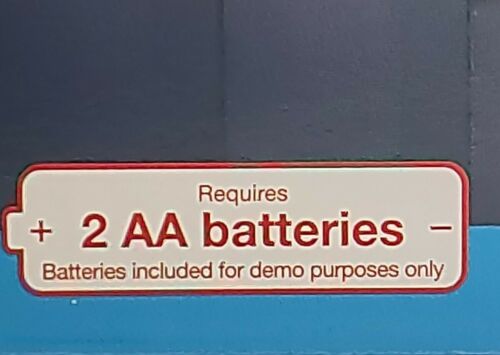 Requires
+ 2 AA batteries −
Batteries included for demo purposes only